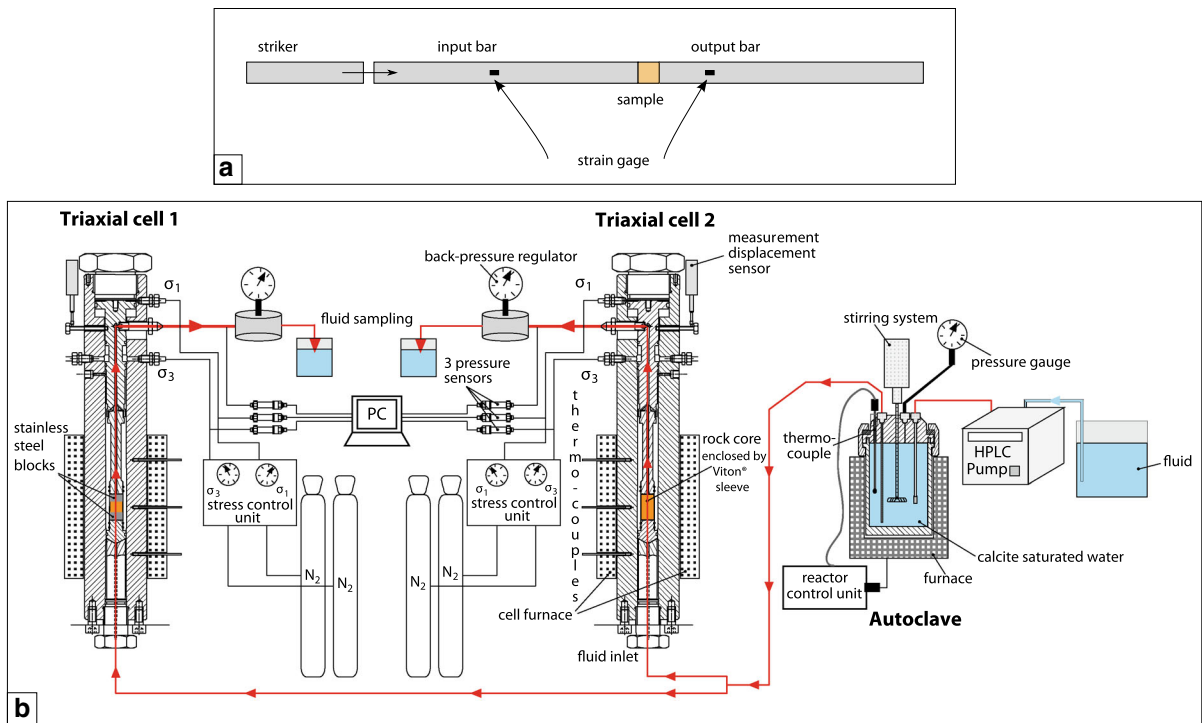 striker
input bar
output bar
sample
strain gage
a
Triaxial cell 1
Triaxial cell 2
measurement
displacement
sensor
back-pressure regulator
σ1
σ1
fluid sampling
stirring system
pressure gauge
σ3
σ3
3 pressure
sensors
PC
thermo-couples
stainless
steel
blocks
rock core
enclosed by
Viton®
sleeve
thermo-
couple
HPLC
Pump
fluid
σ3
σ1
stress control
unit
σ1
σ3
stress control
unit
calcite saturated water
furnace
N2
N2
N2
N2
reactor
control unit
cell furnace
Autoclave
fluid inlet
b